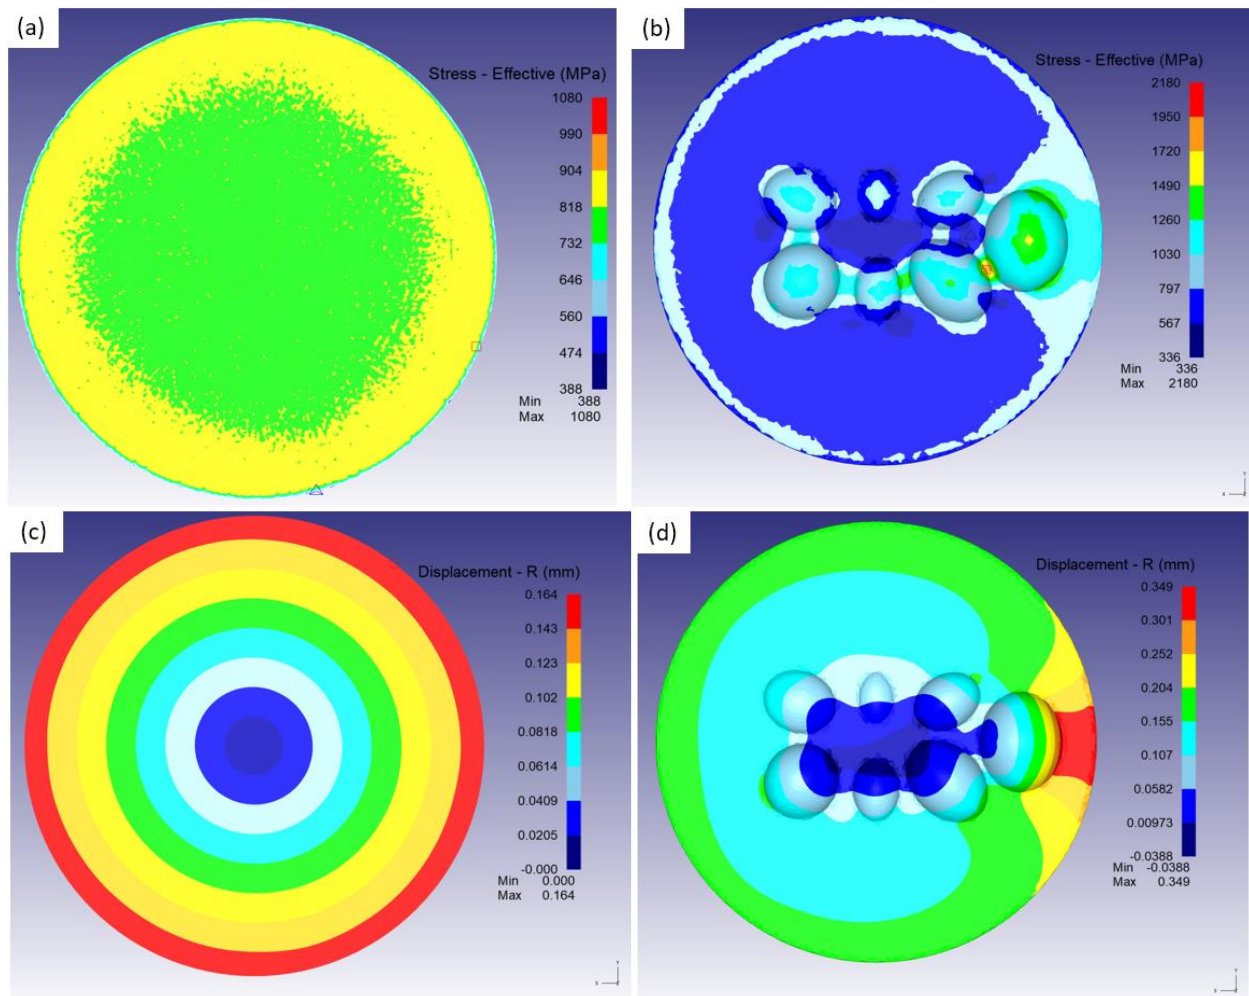 (a)
Stress - Effective (MPa)
1080
990
904
818
732
646
560
474
388
Min 388
Max 1080
(b)
Stress - Effective (MPa)
2180
1950
1720
1490
1260
1030
797
567
336
Min 336
Max 2180
(c)
Displacement - R (mm)
0.164
0.143
0.123
0.102
0.0818
0.0614
0.0409
0.0205
-0.000
Min 0.000
Max 0.164
(d)
Displacement - R (mm)
0.349
0.301
0.252
0.204
0.155
0.107
0.0582
0.00973
-0.0388
Min -0.0388
Max 0.349